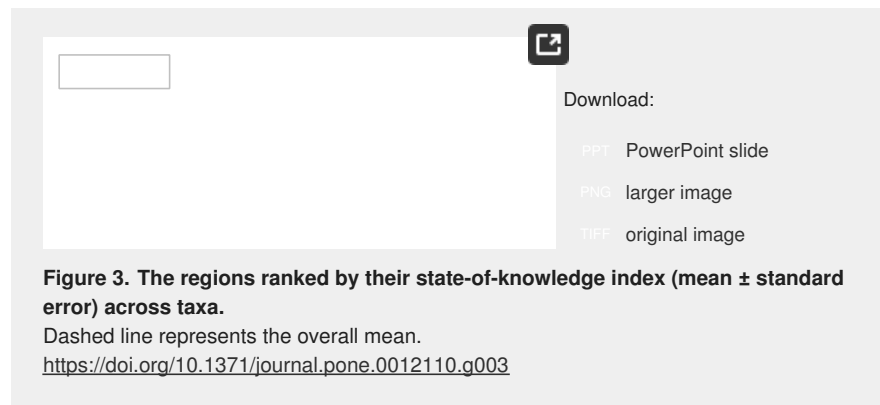 Download:
PPT PowerPoint slide
PNG larger image
TIFF original image
Figure 3. The regions ranked by their state-of-knowledge index (mean ± standard
error) across taxa.
Dashed line represents the overall mean.
https://doi.org/10.1371/journal.pone.0012110.g003